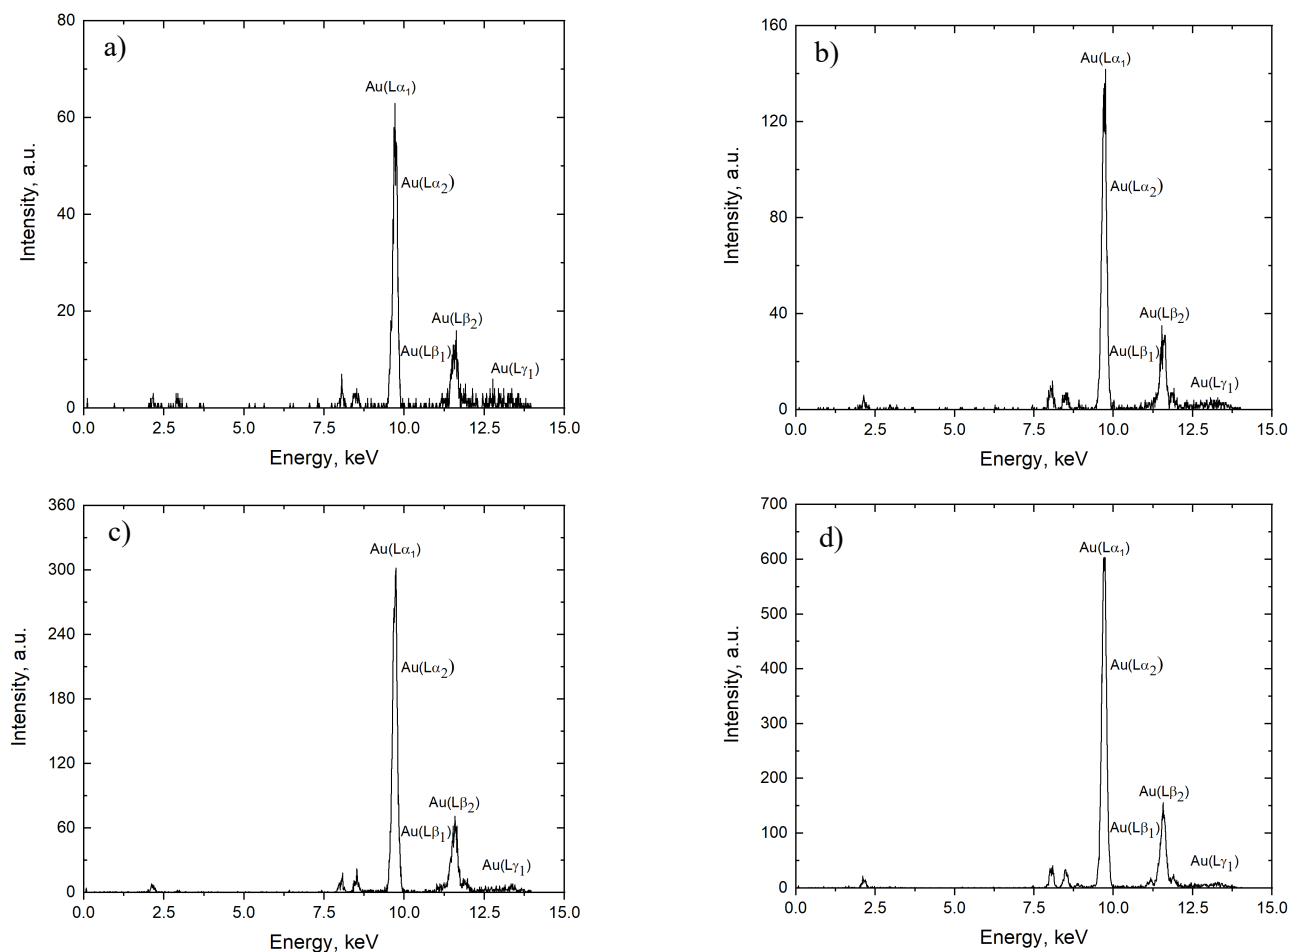 a)
80
60
40
20
0
Intensity, a.u.
Au(Lα₁)
Au(Lα₂)
Au(Lβ₂)
Au(Lβ₁)
Au(Lγ₁)
0.0 2.5 5.0 7.5 10.0 12.5 15.0
Energy, keV
b)
160
120
80
40
0
Intensity, a.u.
Au(Lα₁)
Au(Lα₂)
Au(Lβ₂)
Au(Lβ₁)
Au(Lγ₁)
0.0 2.5 5.0 7.5 10.0 12.5 15.0
Energy, keV
c)
360
300
240
180
120
60
0
Intensity, a.u.
Au(Lα₁)
Au(Lα₂)
Au(Lβ₂)
Au(Lβ₁)
Au(Lγ₁)
0.0 2.5 5.0 7.5 10.0 12.5 15.0
Energy, keV
d)
700
600
500
400
300
200
100
0
Intensity, a.u.
Au(Lα₁)
Au(Lα₂)
Au(Lβ₂)
Au(Lβ₁)
Au(Lγ₁)
0.0 2.5 5.0 7.5 10.0 12.5 15.0
Energy, keV